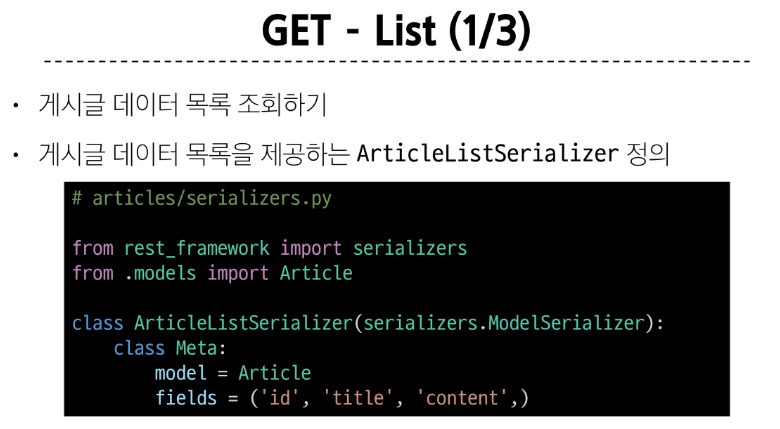 GET - List (1/3)
• 게시글 데이터 목록 조회하기
• 게시글 데이터 목록을 제공하는 ArticleListSerializer 정의
# articles/serializers.py
from rest_framework import serializers
from .models import Article
class ArticleListSerializer(serializers.ModelSerializer):
    class Meta:
        model = Article
        fields = ('id', 'title', 'content',)